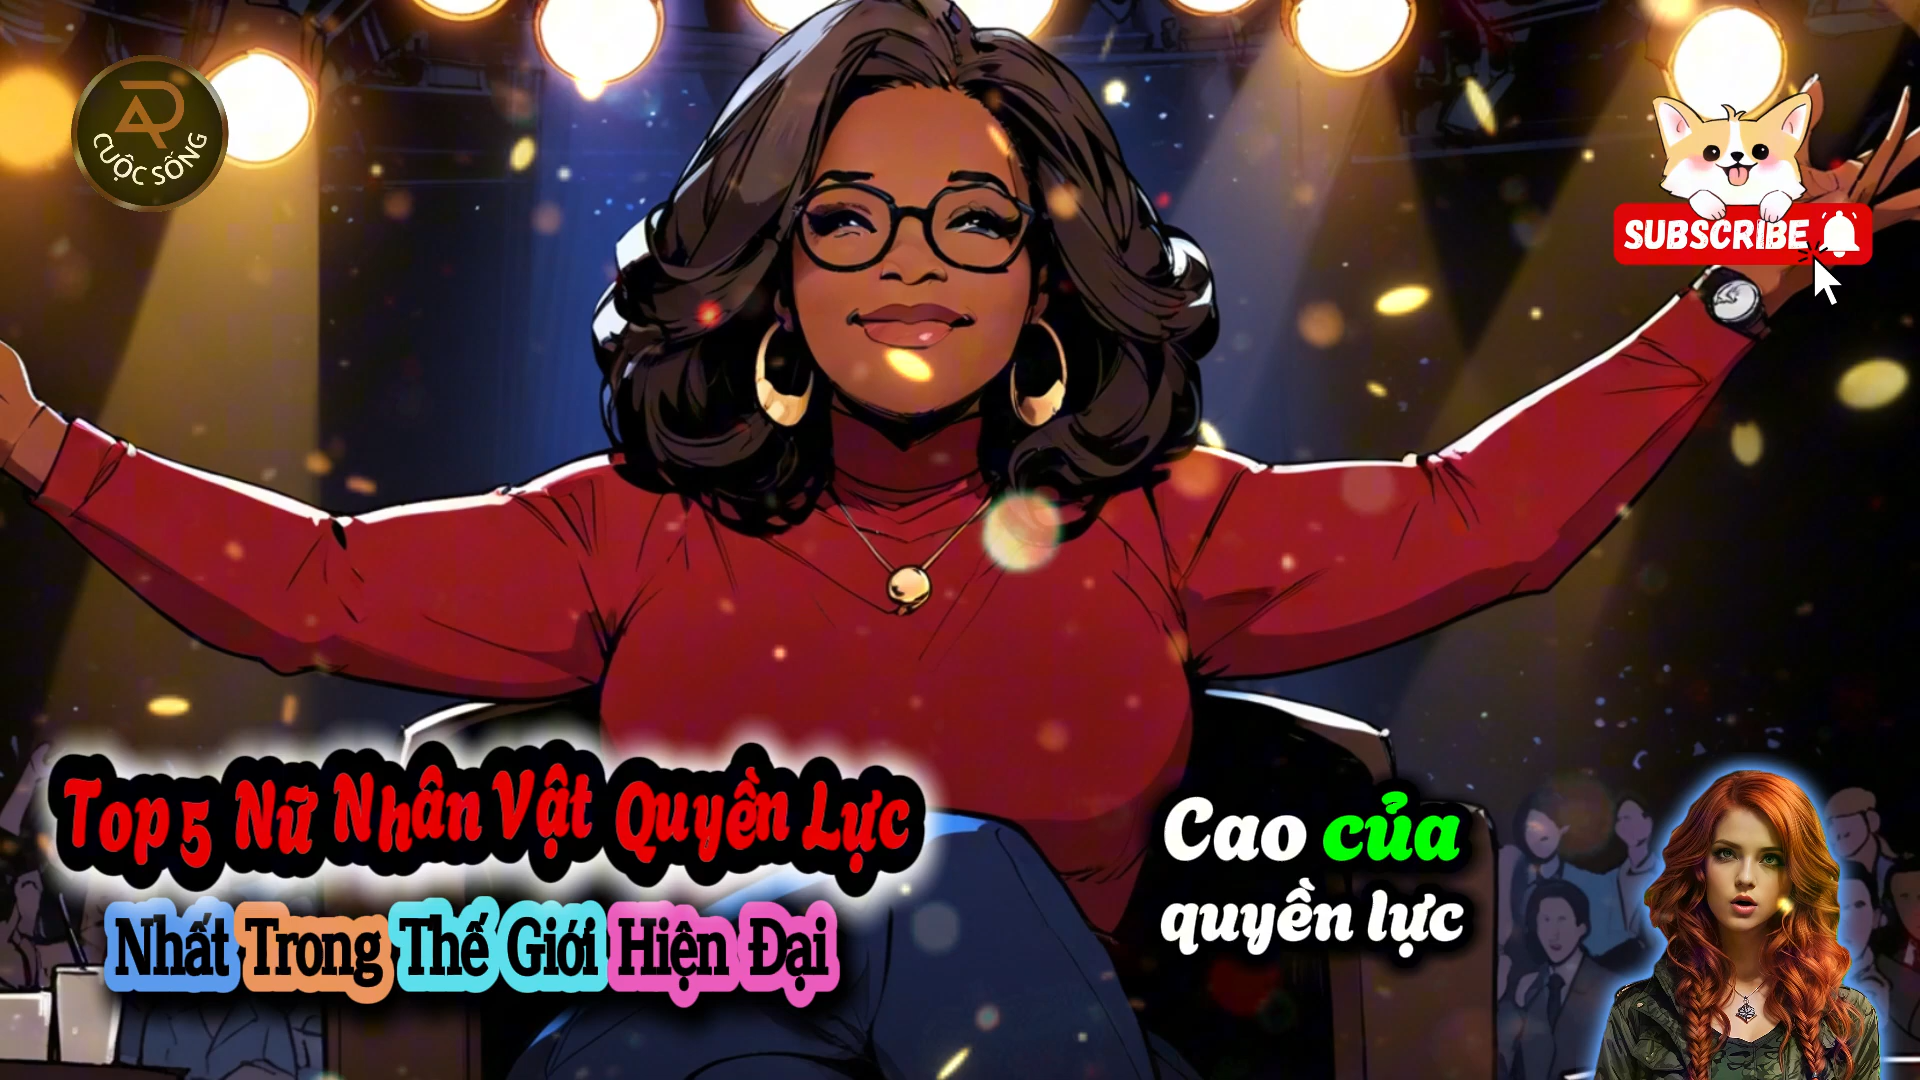 CUỘC SỐNG
SUBSCRIBE
Top 5 Nữ Nhân Vật Quyền Lực
Nhất Trong Thế Giới Hiện Đại
Cao của
quyền lực